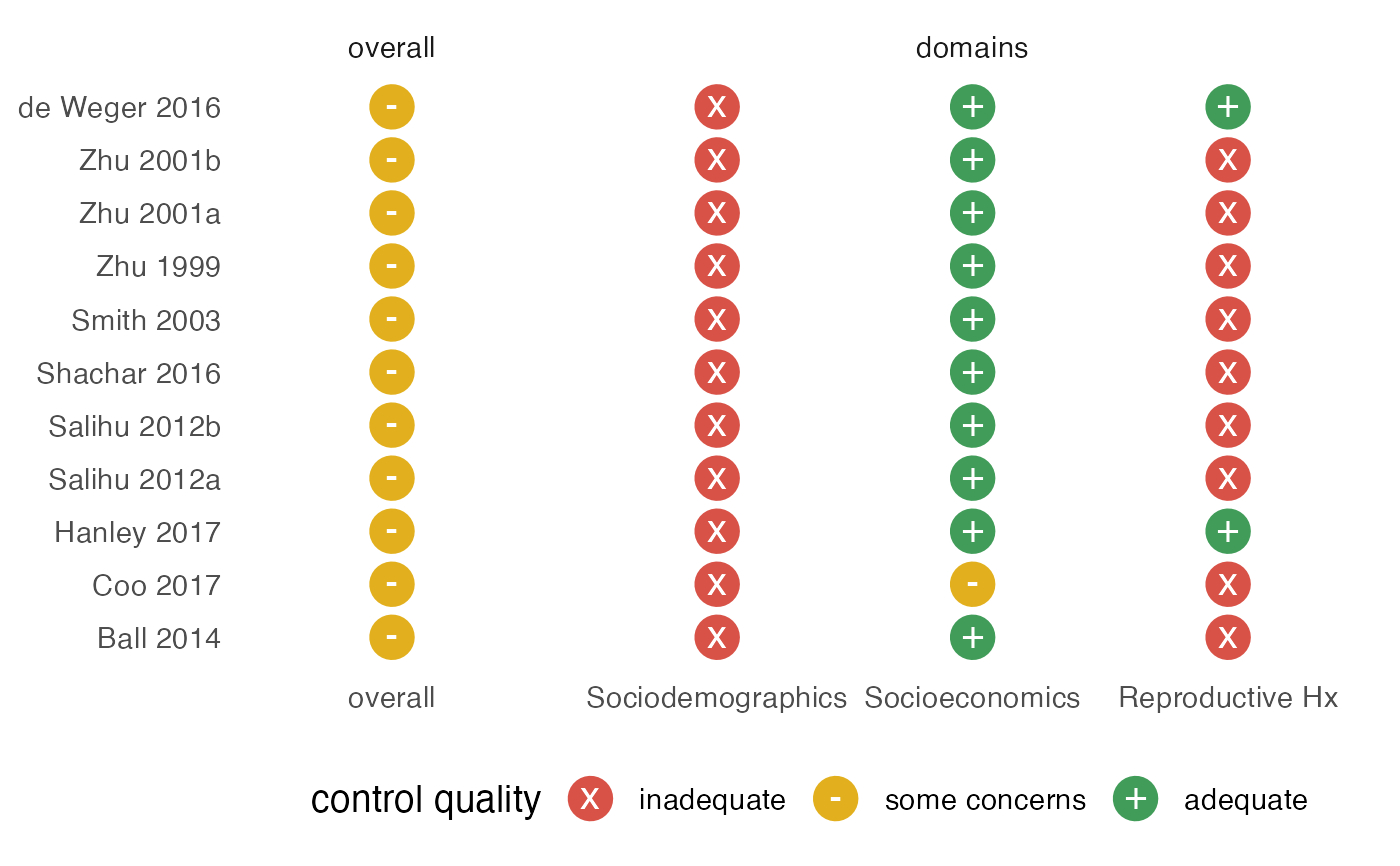 overall domains
de Weger 2016 - x + +
Zhu 2001b - x + x
Zhu 2001a - x + x
Zhu 1999 - x + x
Smith 2003 - x + x
Shachar 2016 - x + x
Salihu 2012b - x + x
Salihu 2012a - x + x
Hanley 2017 - x + +
Coo 2017 - x - x
Ball 2014 - x + x
overall Sociodemographics Socioeconomics Reproductive Hx
control quality x inadequate - some concerns + adequate